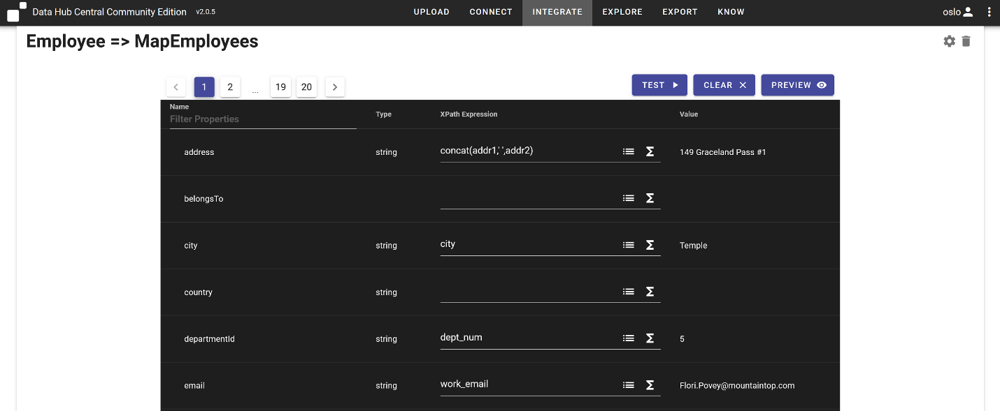 Data Hub Central Community Edition v2.0.5 UPLOAD CONNECT INTEGRATE EXPLORE EXPORT KNOW oslo
Employee => MapEmployees
1 2 ... 19 20 TEST CLEAR PREVIEW
Name
Filter Properties
Type XPath Expression Value
address string concat(addr1,' ',addr2) 149 Graceland Pass #1
belongsTo
city string city Temple
country string
departmentId string dept_num 5
email string work_email Flori.Povey@mountaintop.com